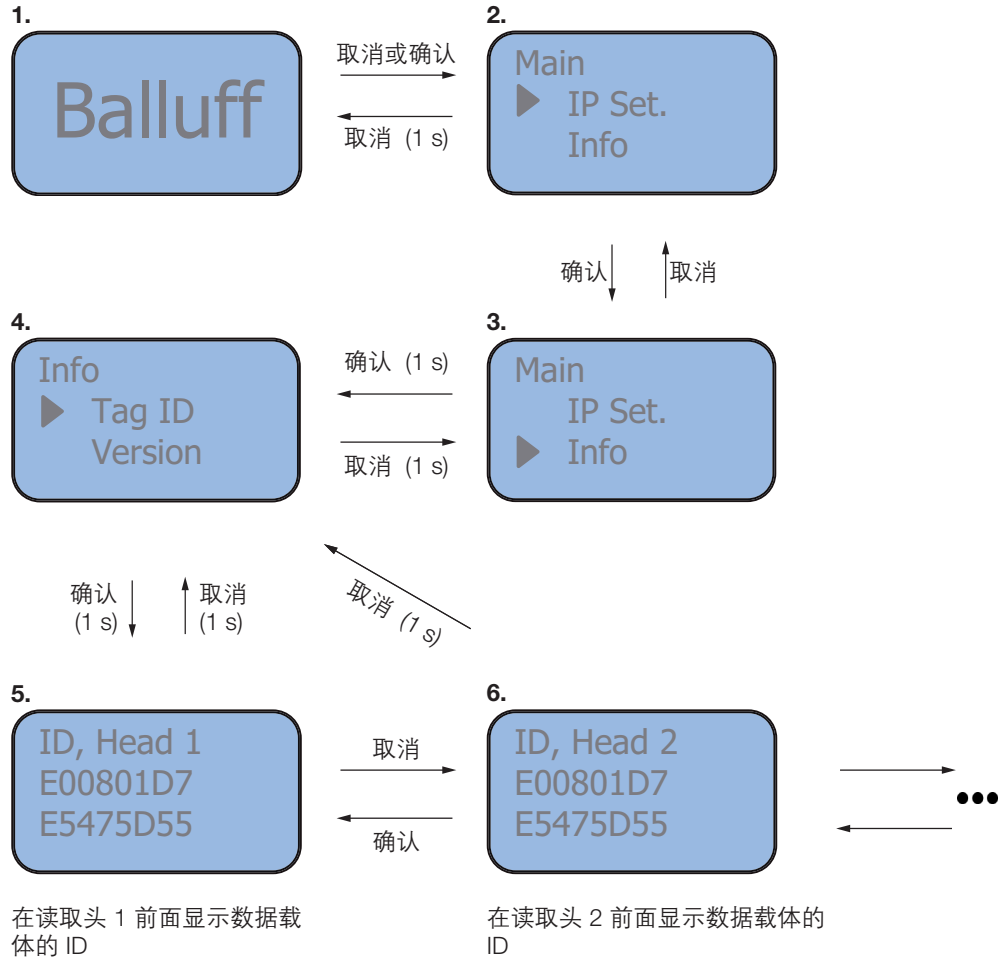 1.
Balluff
取消或确认
取消 (1 s)
2.
Main
IP Set.
Info
确认
取消
4.
Info
Tag ID
Version
确认 (1 s)
取消 (1 s)
3.
Main
IP Set.
Info
确认
(1 s)
取消
(1 s)
取消 (1 s)
5.
ID, Head 1
E00801D7
E5475D55
取消
确认
6.
ID, Head 2
E00801D7
E5475D55
•••
在读取头 1 前面显示数据载
体的 ID
在读取头 2 前面显示数据载体的
ID